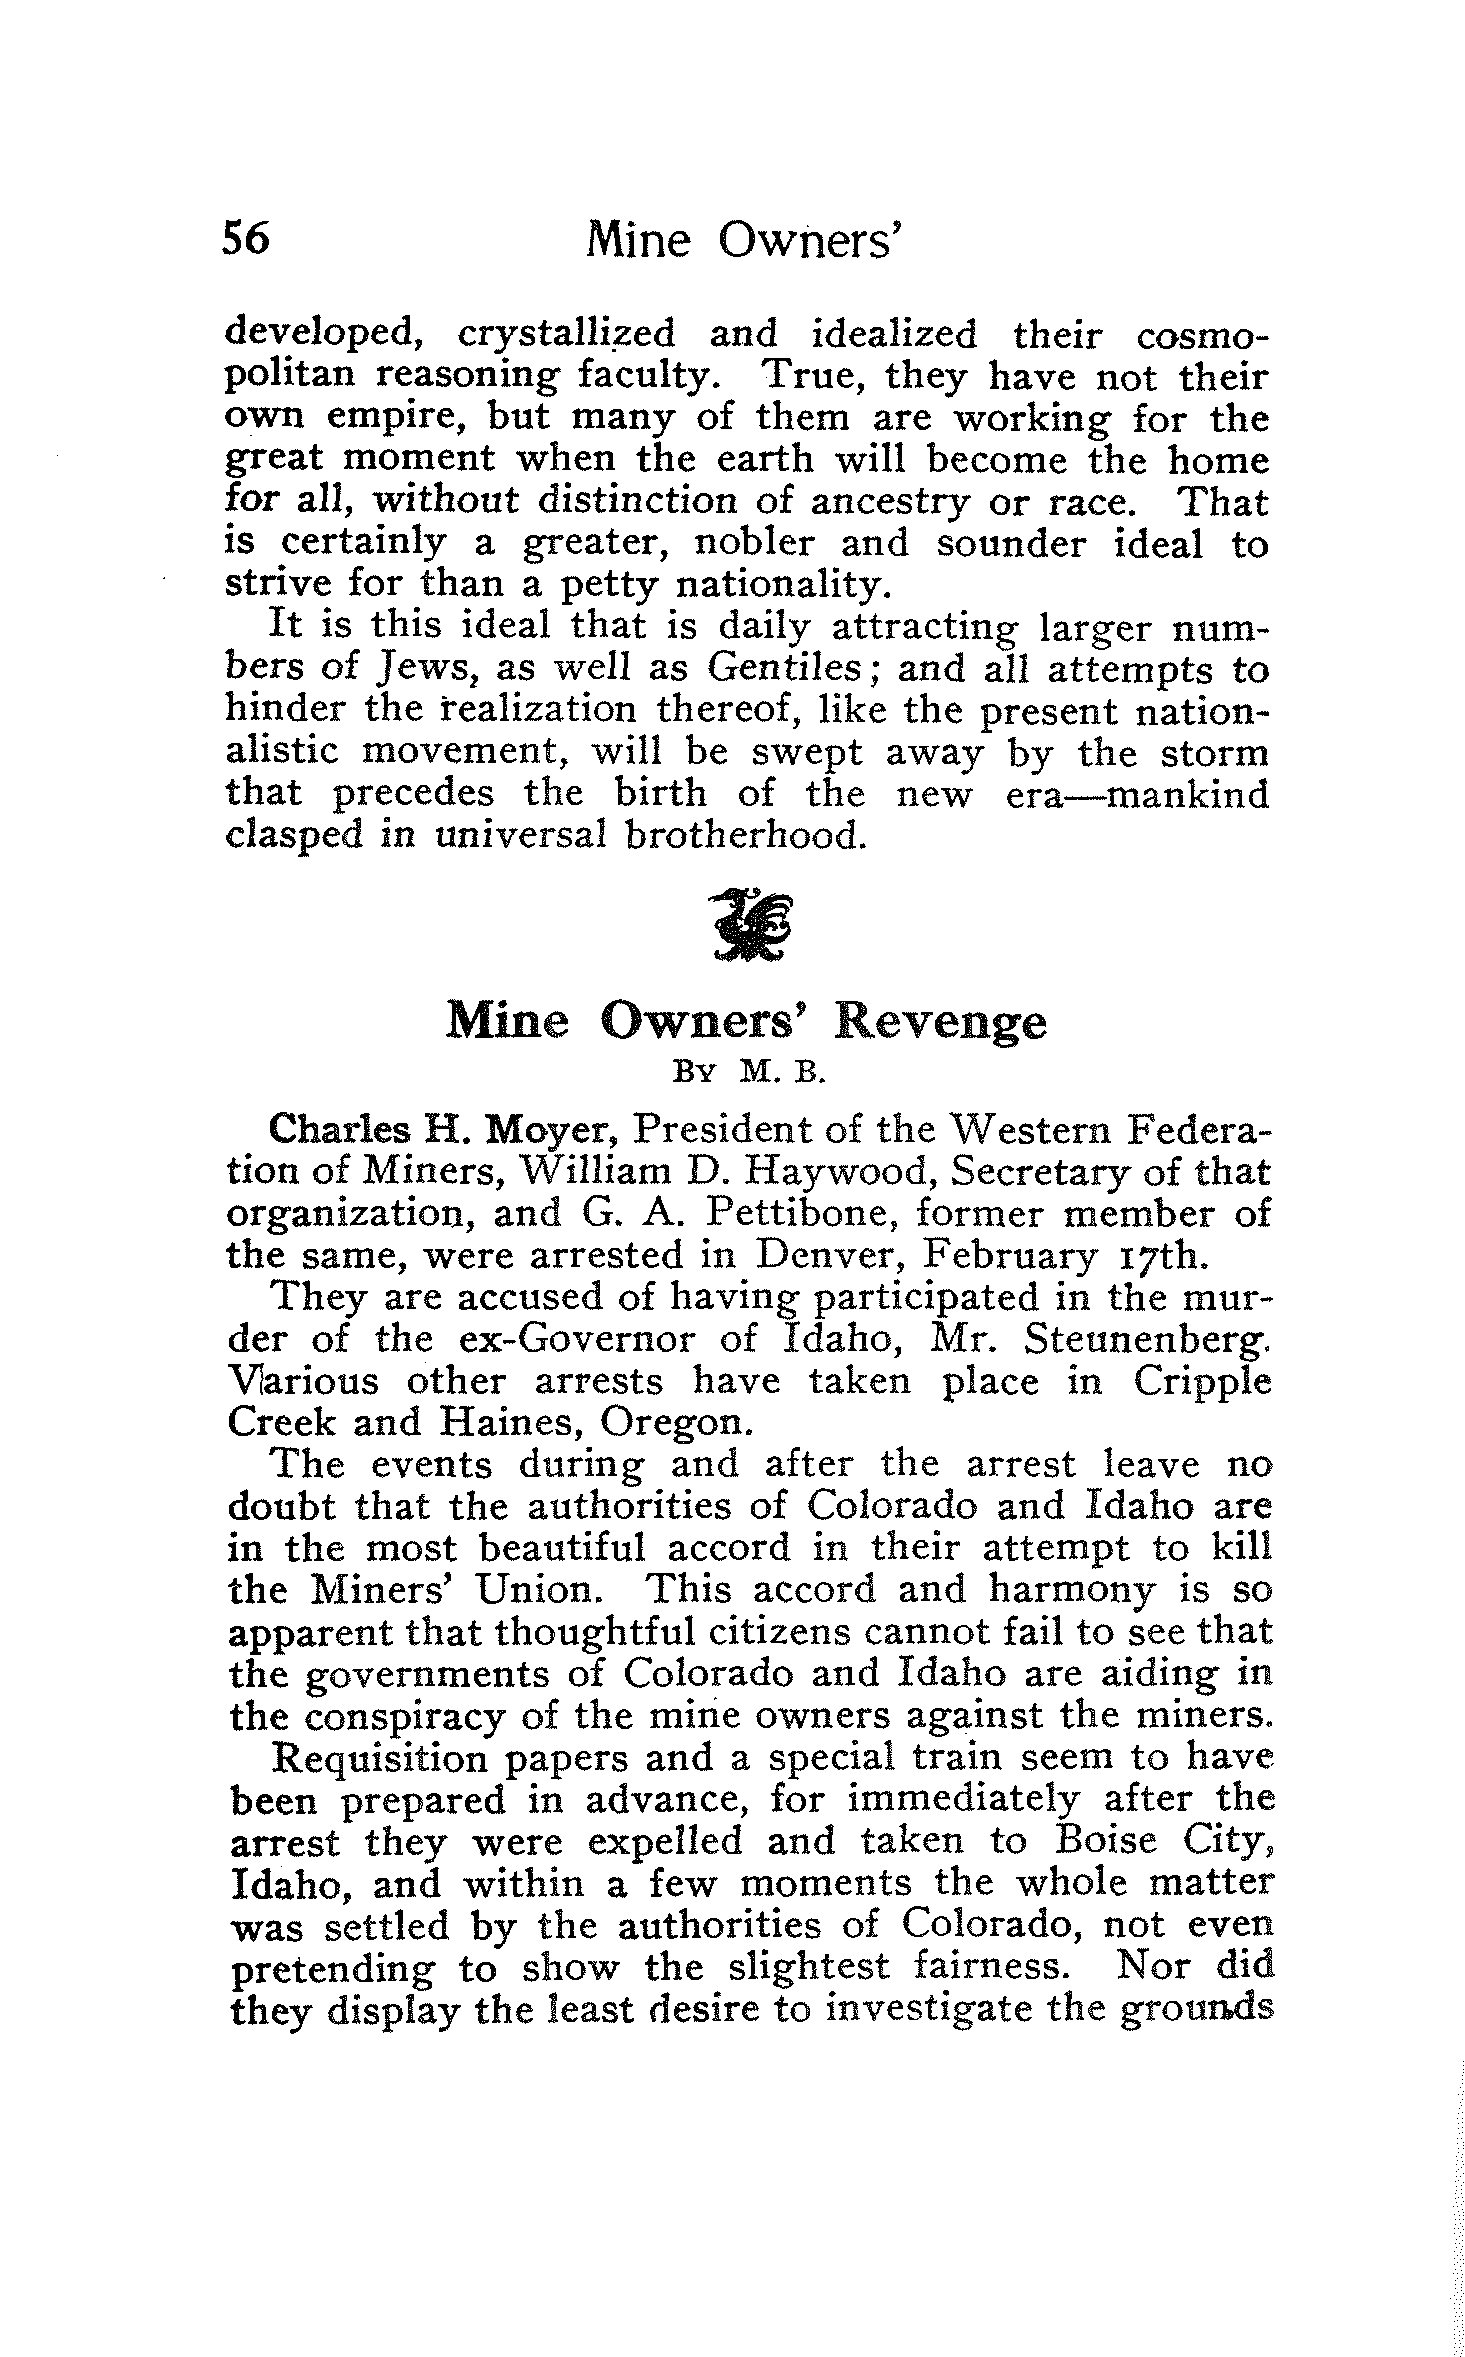 56 Mine Owners'
developed, crystallized and idealized their cosmo-
politan reasoning faculty. True, they have not their
own empire, but many of them are working for the
great moment when the earth will become the home
for all, without distinction of ancestry or race. That
is certainly a greater, nobler and sounder ideal to
strive for than a petty nationality.
It is this ideal that is daily attracting larger num-
bers of Jews, as well as Gentiles; and all attempts to
hinder the realization thereof, like the present nation-
alistic movement, will be swept away by the storm
that precedes the birth of the new era—mankind
clasped in universal brotherhood.
Mine Owners' Revenge
By M. B.
Charles H. Moyer, President of the Western Federa-
tion of Miners, William D. Haywood, Secretary of that
organization, and G. A. Pettibone, former member of
the same, were arrested in Denver, February 17th.
They are accused of having participated in the mur-
der of the ex-Governor of Idaho, Mr. Steunenberg.
Various other arrests have taken place in Cripple
Creek and Haines, Oregon.
The events during and after the arrest leave no
doubt that the authorities of Colorado and Idaho are
in the most beautiful accord in their attempt to kill
the Miners' Union. This accord and harmony is so
apparent that thoughtful citizens cannot fail to see that
the governments of Colorado and Idaho are aiding in
the conspiracy of the mine owners against the miners.
Requisition papers and a special train seem to have
been prepared in advance, for immediately after the
arrest they were expelled and taken to Boise City,
Idaho, and within a few moments the whole matter
was settled by the authorities of Colorado, not even
pretending to show the slightest fairness. Nor did
they display the least desire to investigate the grounds